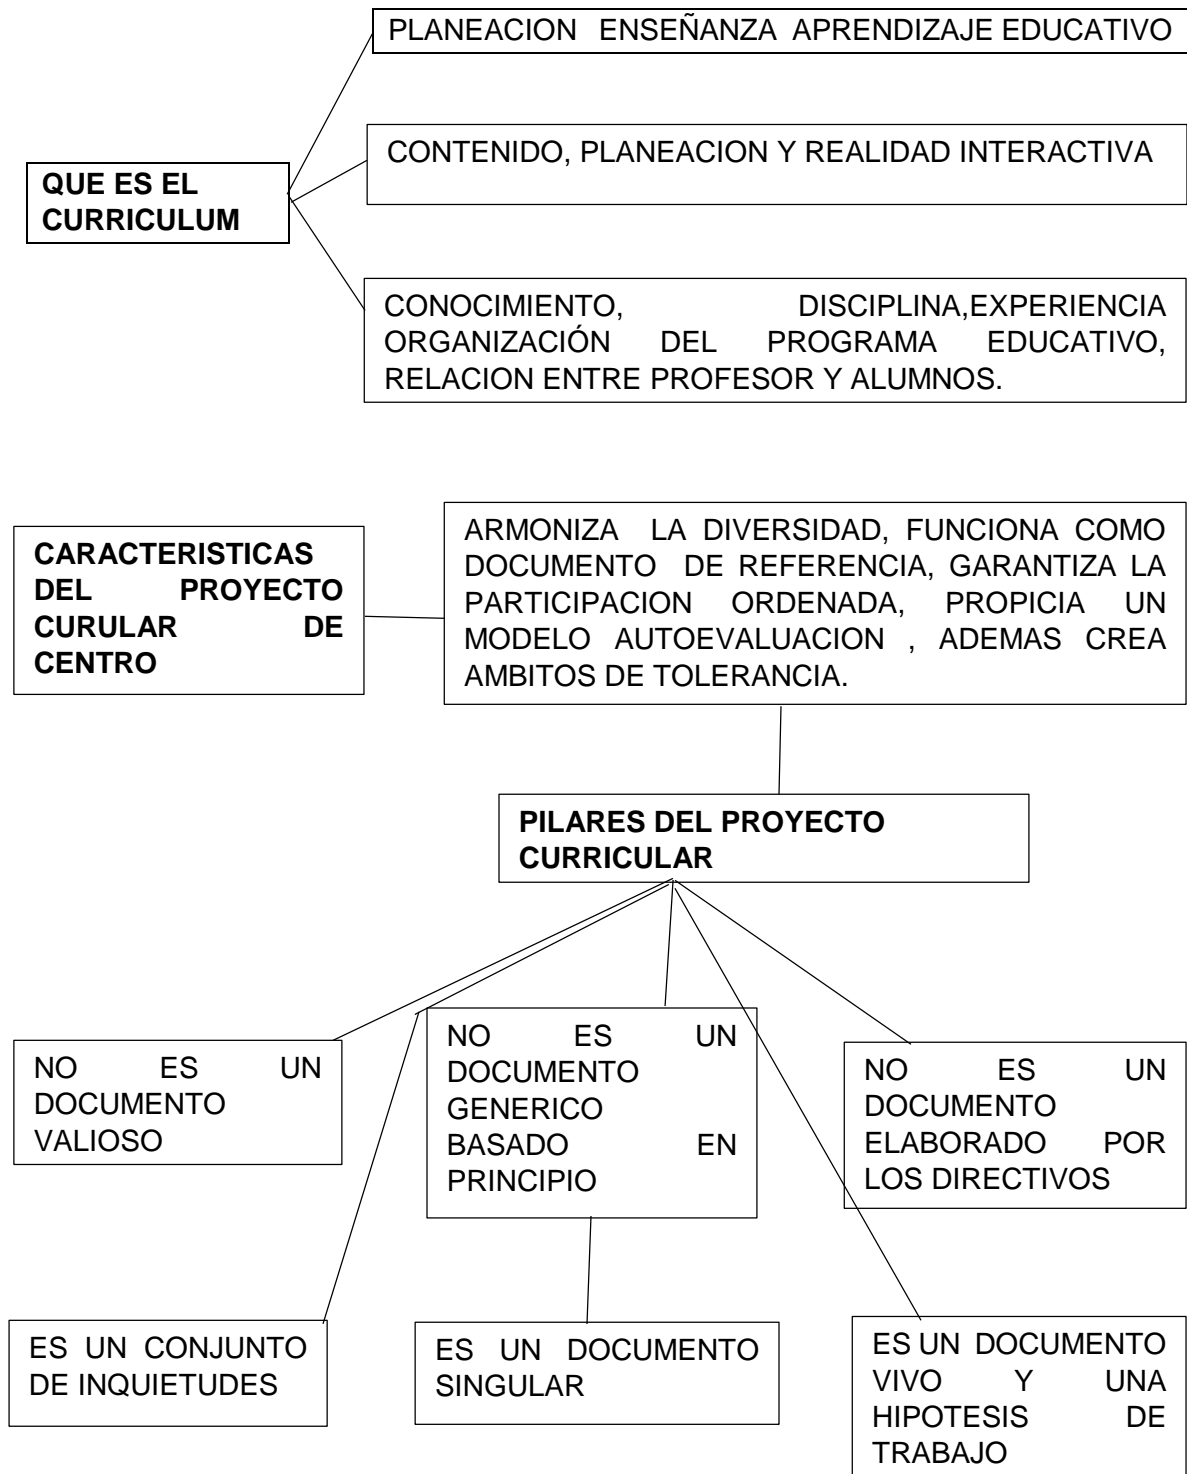 PLANEACION ENSEÑANZA APRENDIZAJE EDUCATIVO
CONTENIDO, PLANEACION Y REALIDAD INTERACTIVA
QUE ES EL
CURRICULUM
CONOCIMIENTO, DISCIPLINA,EXPERIENCIA
ORGANIZACIÓN DEL PROGRAMA EDUCATIVO,
RELACION ENTRE PROFESOR Y ALUMNOS.
CARACTERISTICAS
DEL PROYECTO
CURULAR DE
CENTRO
ARMONIZA LA DIVERSIDAD, FUNCIONA COMO
DOCUMENTO DE REFERENCIA, GARANTIZA LA
PARTICIPACION ORDENADA, PROPICIA UN
MODELO AUTOEVALUACION , ADEMAS CREA
AMBITOS DE TOLERANCIA.
PILARES DEL PROYECTO
CURRICULAR
NO ES UN
DOCUMENTO
VALIOSO
NO ES UN
DOCUMENTO
GENERICO
BASADO EN
PRINCIPIO
NO ES UN
DOCUMENTO
ELABORADO POR
LOS DIRECTIVOS
ES UN CONJUNTO
DE INQUIETUDES
ES UN DOCUMENTO
SINGULAR
ES UN DOCUMENTO
VIVO Y UNA
HIPOTESIS DE
TRABAJO